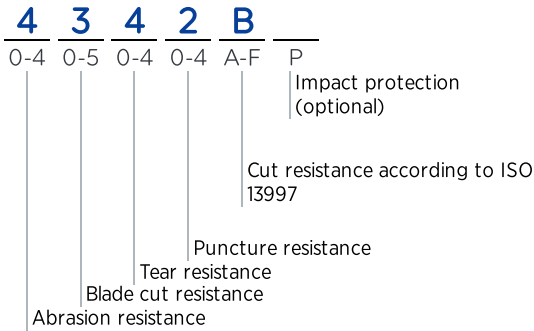 4 3 4 2 B
0-4 0-5 0-4 0-4 A-F P
Impact protection
(optional)
Cut resistance according to ISO
13997
Puncture resistance
Tear resistance
Blade cut resistance
Abrasion resistance